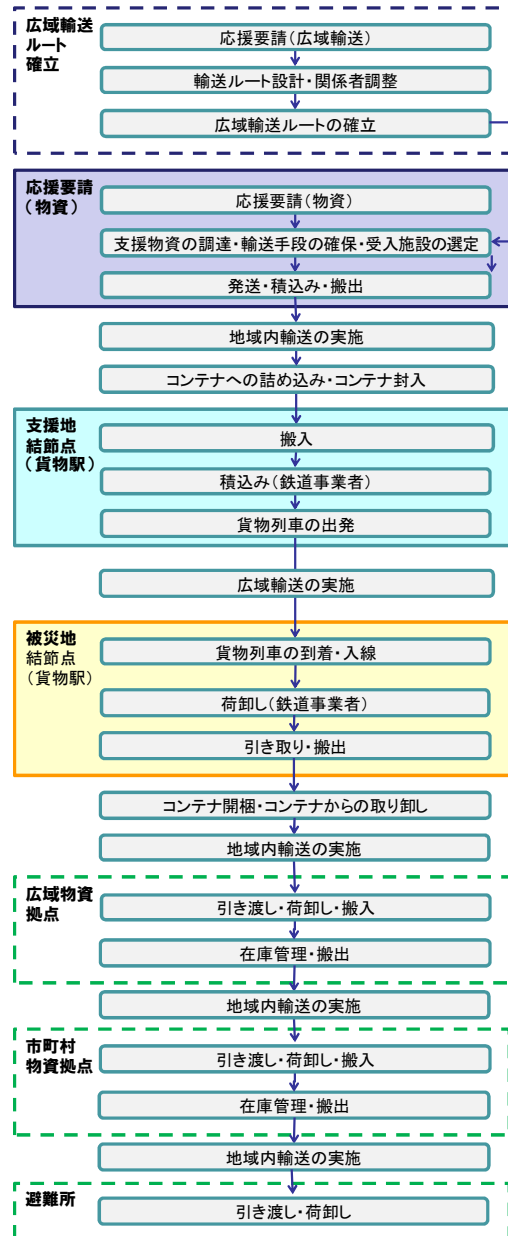 広域輸送
ルート
確立
応援要請(広域輸送)
輸送ルート設計・関係者調整
広域輸送ルートの確立
応援要請
(物資)
応援要請(物資)
支援物資の調達・輸送手段の確保・受入施設の選定
発送・積込み・搬出
地域内輸送の実施
コンテナへの詰め込み・コンテナ封入
支援地
結節点
(貨物駅)
搬入
積込み(鉄道事業者)
貨物列車の出発
広域輸送の実施
被災地
結節点
(貨物駅)
貨物列車の到着・入線
荷卸し(鉄道事業者)
引き取り・搬出
コンテナ開梱・コンテナからの取り卸し
地域内輸送の実施
広域物資
拠点
引き渡し・荷卸し・搬入
在庫管理・搬出
地域内輸送の実施
市町村
物資拠点
引き渡し・荷卸し・搬入
在庫管理・搬出
地域内輸送の実施
避難所
引き渡し・荷卸し